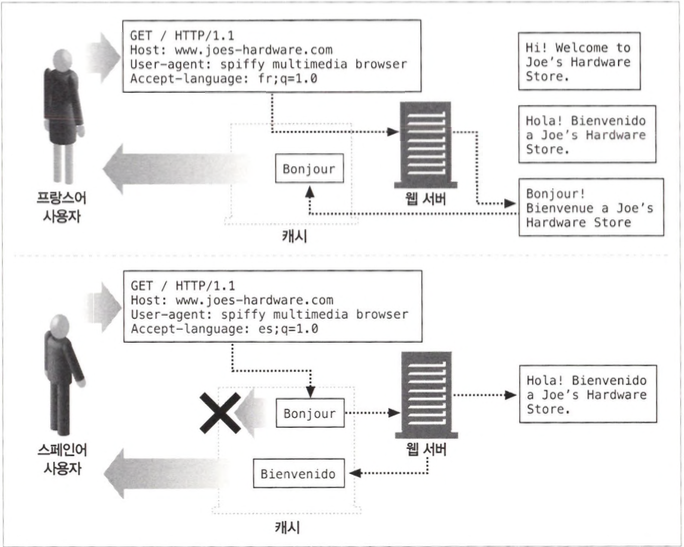 GET / HTTP/1.1
Host: www.joes-hardware.com
User-agent: spiffy multimedia browser
Accept-language: fr;q=1.0
Hi! Welcome to
Joe's Hardware
Store.
Hola! Bienvenido
a Joe's Hardware
Store.
Bonjour
Bonjour!
Bienvenue a Joe's
Hardware Store
프랑스어
사용자
웹 서버
캐시
GET / HTTP/1.1
Host: www.joes-hardware.com
User-agent: spiffy multimedia browser
Accept-language: es;q=1.0
Hola! Bienvenido
a Joe's Hardware
Store.
Bonjour
스페인어
사용자
웹 서버
Bienvenido
캐시